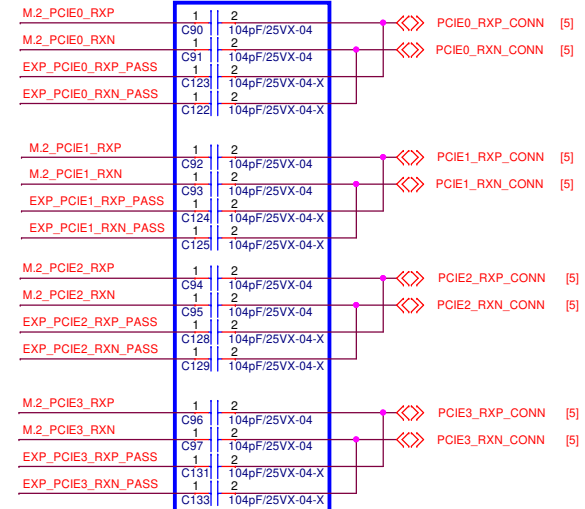 M.2_PCIE0_RXP 1 2 PCIE0_RXP_CONN [5]
C90 104pF/25VX-04
M.2_PCIE0_RXN 1 2 PCIE0_RXN_CONN [5]
C91 104pF/25VX-04
EXP_PCIE0_RXP_PASS 1 2
C123 104pF/25VX-04-X
EXP_PCIE0_RXN_PASS 1 2
C122 104pF/25VX-04-X
M.2_PCIE1_RXP 1 2 PCIE1_RXP_CONN [5]
C92 104pF/25VX-04
M.2_PCIE1_RXN 1 2 PCIE1_RXN_CONN [5]
C93 104pF/25VX-04
EXP_PCIE1_RXP_PASS 1 2
C124 104pF/25VX-04-X
EXP_PCIE1_RXN_PASS 1 2
C125 104pF/25VX-04-X
M.2_PCIE2_RXP 1 2 PCIE2_RXP_CONN [5]
C94 104pF/25VX-04
M.2_PCIE2_RXN 1 2 PCIE2_RXN_CONN [5]
C95 104pF/25VX-04
EXP_PCIE2_RXP_PASS 1 2
C128 104pF/25VX-04-X
EXP_PCIE2_RXN_PASS 1 2
C129 104pF/25VX-04-X
M.2_PCIE3_RXP 1 2 PCIE3_RXP_CONN [5]
C96 104pF/25VX-04
M.2_PCIE3_RXN 1 2 PCIE3_RXN_CONN [5]
C97 104pF/25VX-04
EXP_PCIE3_RXP_PASS 1 2
C131 104pF/25VX-04-X
EXP_PCIE3_RXN_PASS 1 2
C133 104pF/25VX-04-X